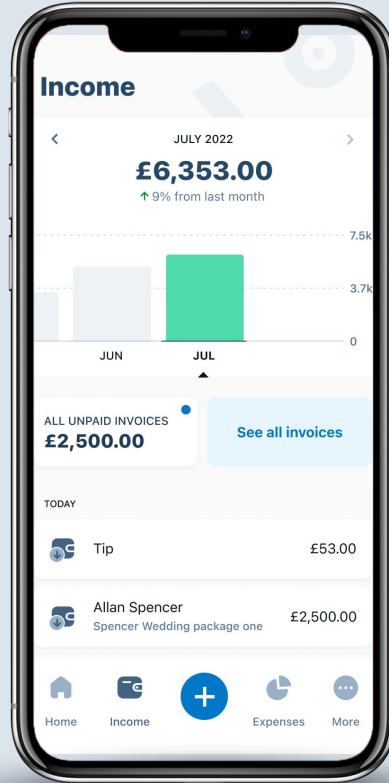 Income
JULY 2022
£6,353.00
↑ 9% from last month
7.5k
3.7k
0
JUN JUL
ALL UNPAID INVOICES
£2,500.00
See all invoices
TODAY
Tip £53.00
Allan Spencer
Spencer Wedding package one £2,500.00
Home Income Expenses More